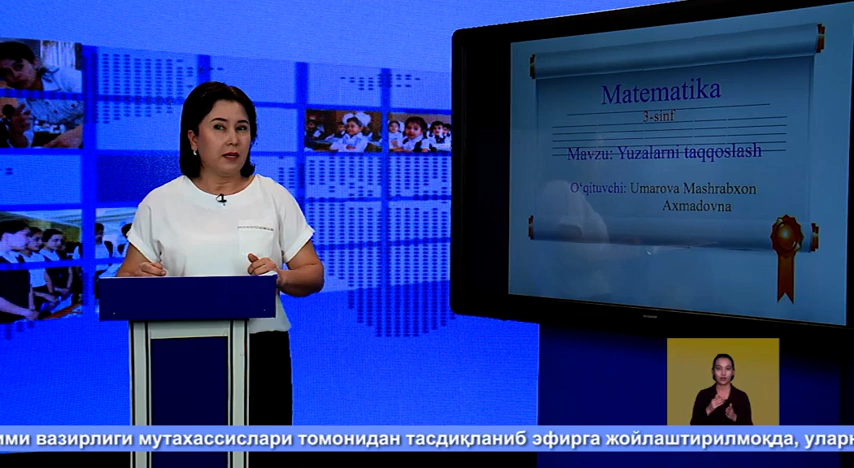 Matematika
3-sinf
Mavzu: Yuzalarni taqqoslash
O‘qituvchi: Umarova Mashrabxon
Axmadovna
ими вазирлиги мутахассислари томонидан тасдиқланиб эфирга жойлаштирилмоқда, уларн